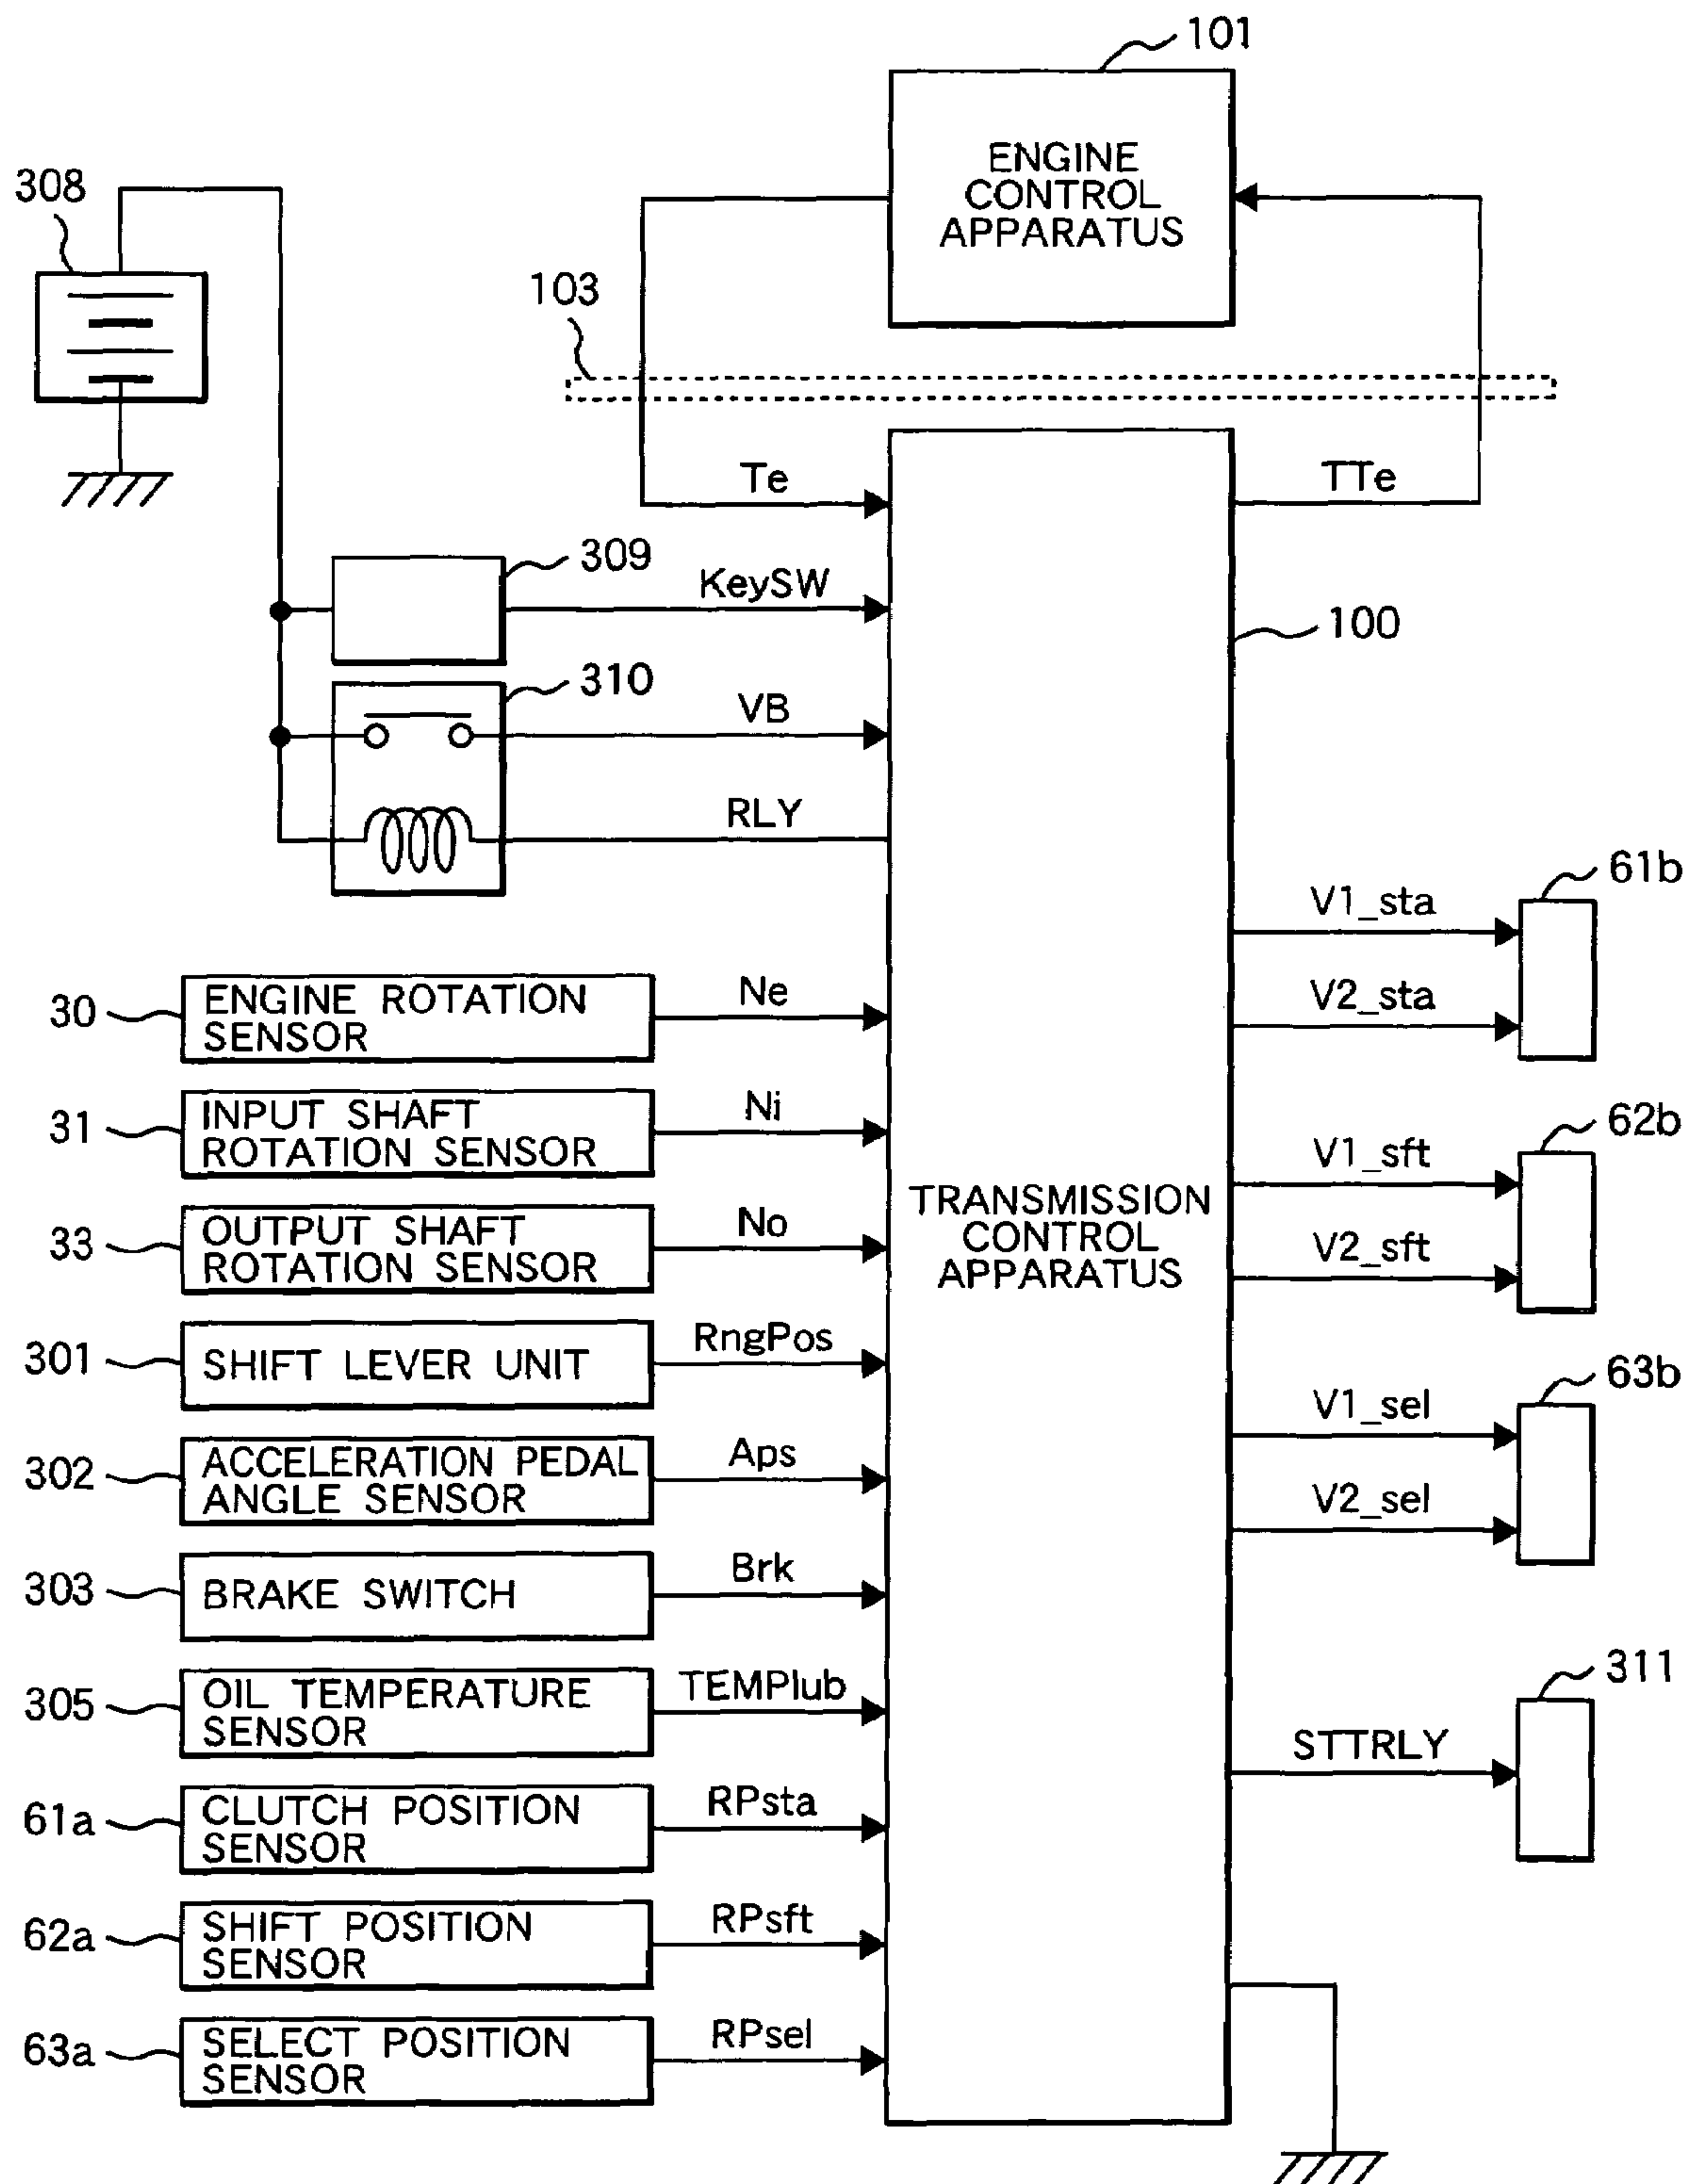 101
ENGINE
CONTROL
APPARATUS
308
103
Te
TTe
309
KeySW
100
310
VB
RLY
61b
V1_sta
V2_sta
30
ENGINE ROTATION
SENSOR
Ne
31
INPUT SHAFT
ROTATION SENSOR
Ni
62b
V1_sft
V2_sft
33
OUTPUT SHAFT
ROTATION SENSOR
No
TRANSMISSION
CONTROL
APPARATUS
301
SHIFT LEVER UNIT
RngPos
63b
V1_sel
V2_sel
302
ACCELERATION PEDAL
ANGLE SENSOR
Aps
303
BRAKE SWITCH
Brk
305
OIL TEMPERATURE
SENSOR
TEMPlub
311
STTRLY
61a
CLUTCH POSITION
SENSOR
RPsta
62a
SHIFT POSITION
SENSOR
RPsft
63a
SELECT POSITION
SENSOR
RPsel